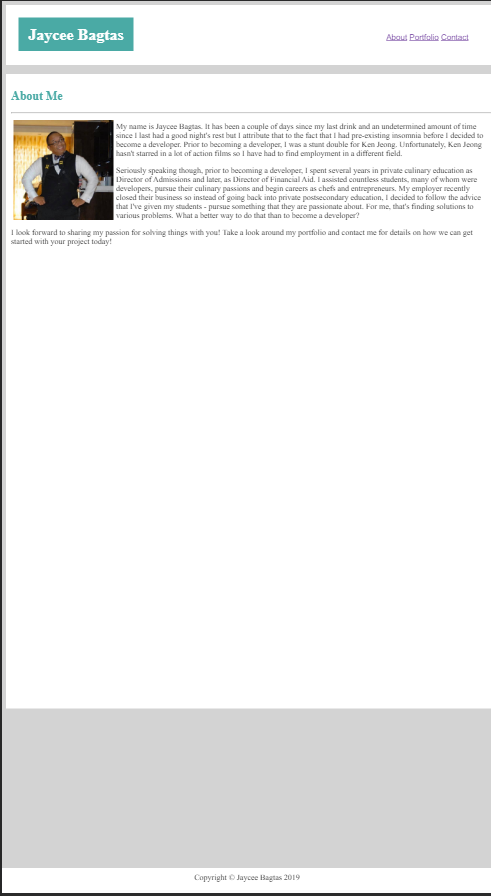 Jaycee Bagtas
About Portfolio Contact
About Me
My name is Jaycee Bagtas. It has been a couple of days since my last drink and an undetermined amount of time
since I last had a good night's rest but I attribute that to the fact that I had pre-existing insomnia before I decided to
become a developer. Prior to becoming a developer, I was a stunt double for Ken Jeong. Unfortunately, Ken Jeong
hasn't starred in a lot of action films so I have had to find employment in a different field.
Seriously speaking though, prior to becoming a developer, I spent several years in private culinary education as
Director of Admissions and later, as Director of Financial Aid. I assisted countless students, many of whom were
developers, pursue their culinary passions and begin careers as chefs and entrepreneurs. My employer recently
closed their business so instead of going back into private postsecondary education, I decided to follow the advice
that I've given my students - pursue something that they are passionate about. For me, that's finding solutions to
various problems. What a better way to do that than to become a developer?
I look forward to sharing my passion for solving things with you! Take a look around my portfolio and contact me for details on how we can get
started with your project today!
Copyright © Jaycee Bagtas 2019